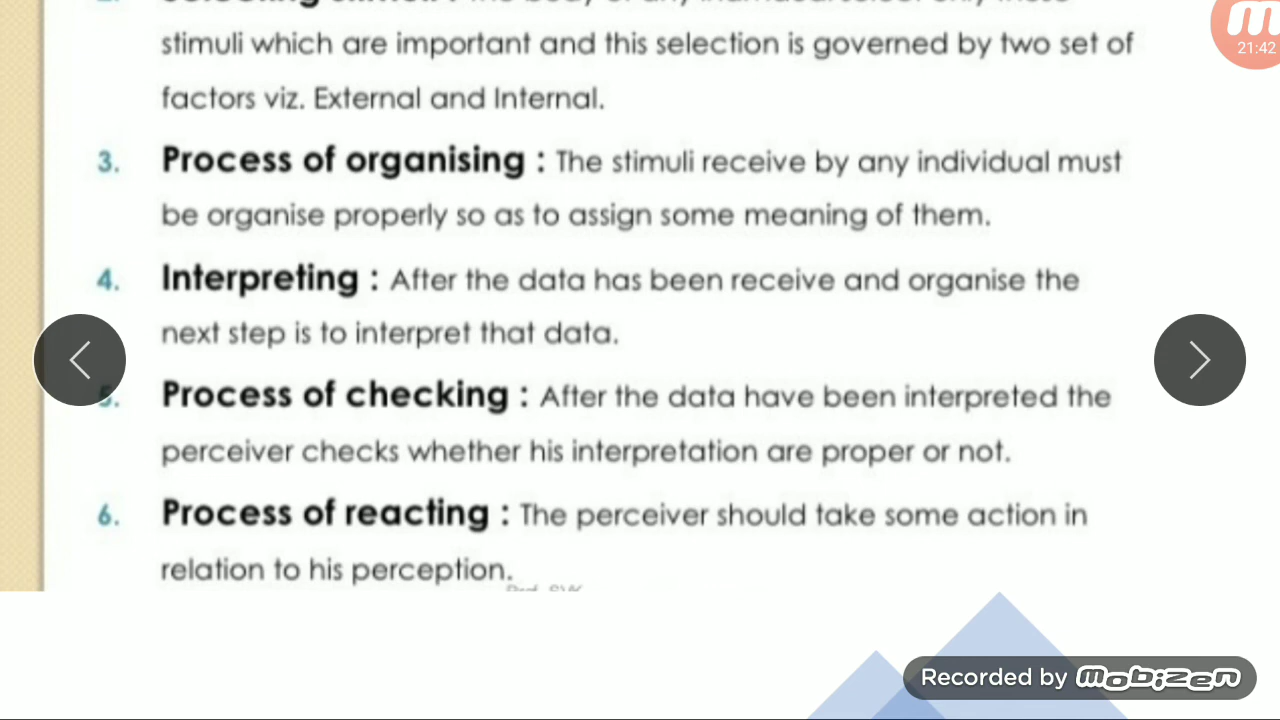 stimuli which are important and this selection is governed by two set of
factors viz. External and Internal.
3. Process of organising : The stimuli receive by any individual must
be organise properly so as to assign some meaning of them.
4. Interpreting : After the data has been receive and organise the
next step is to interpret that data.
5. Process of checking : After the data have been interpreted the
perceiver checks whether his interpretation are proper or not.
6. Process of reacting : The perceiver should take some action in
relation to his perception.
21:42
Recorded by mobizen